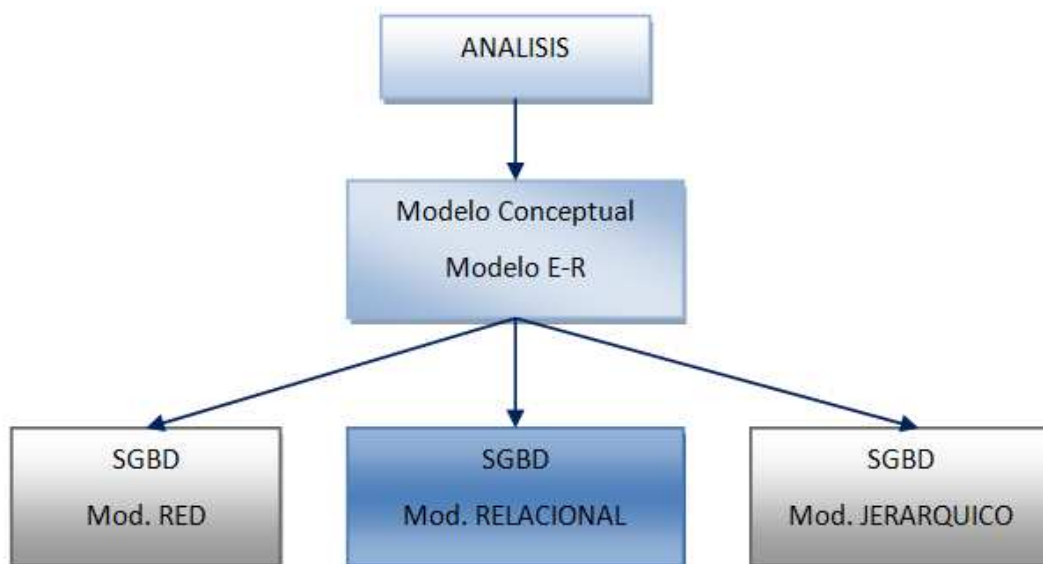 ANALISIS
Modelo Conceptual
Modelo E-R
SGBD
Mod. RED
SGBD
Mod. RELACIONAL
SGBD
Mod. JERARQUICO